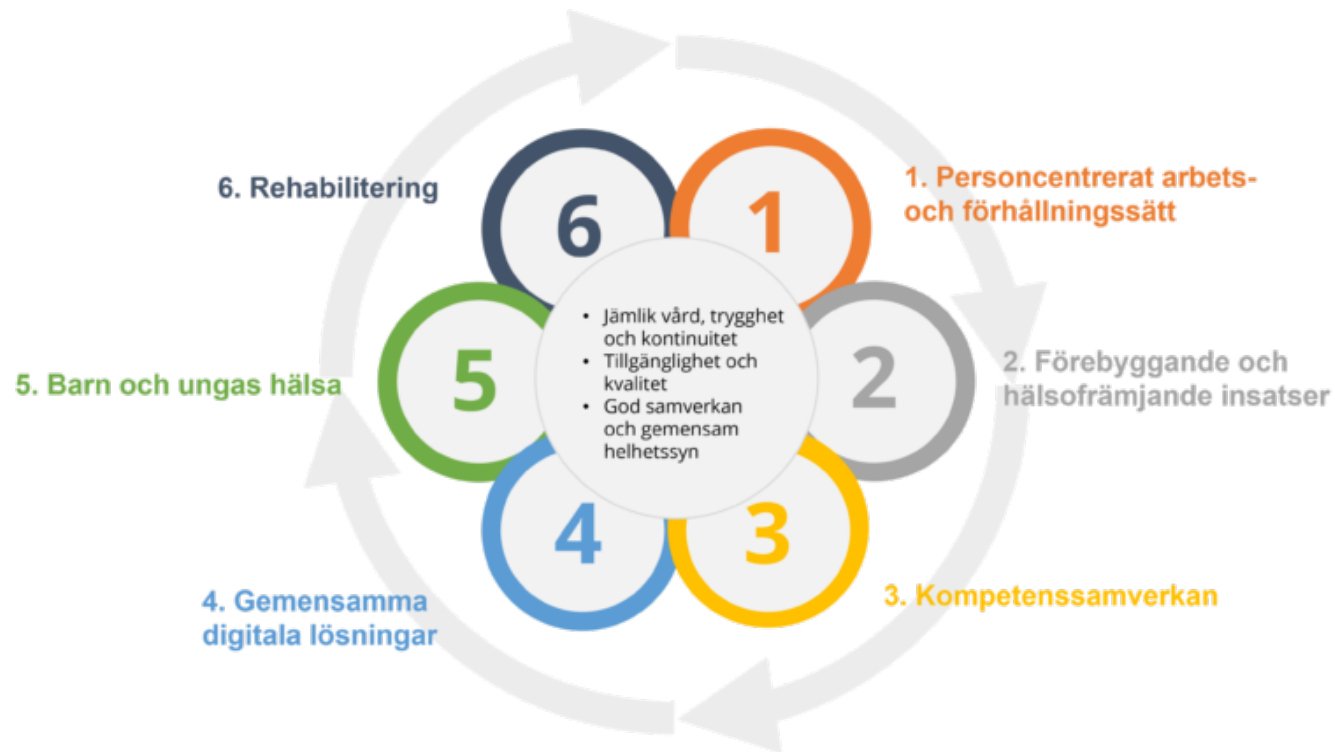 6. Rehabilitering
6
1
1. Personcentrerat arbets-
och förhållningssätt
5. Barn och ungas hälsa
5
• Jämlik vård, trygghet
och kontinuitet
• Tillgänglighet och
kvalitet
• God samverkan
och gemensam
helhetssyn
2
2. Förebyggande och
hälsofrämjande insatser
4
3
4. Gemensamma
digitala lösningar
3. Kompetenssamverkan